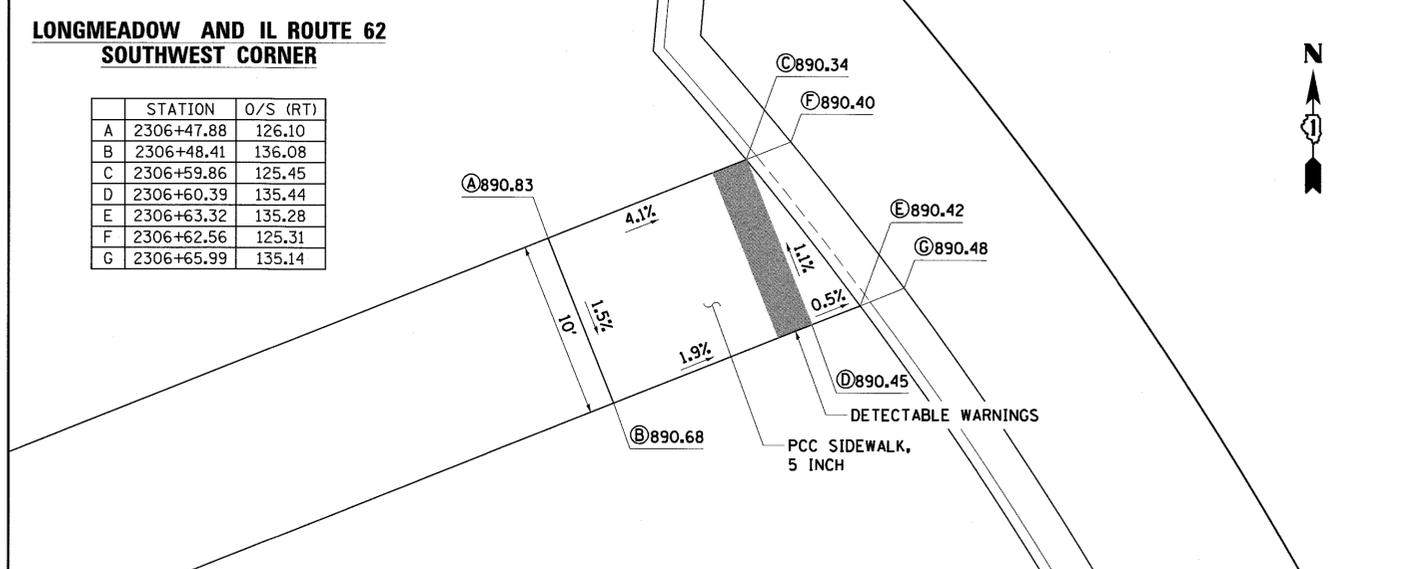 LONGMEADOW AND IL ROUTE 62
SOUTHWEST CORNER
STATION O/S (RT)
A 2306+47.88 126.10
B 2306+48.41 136.08
C 2306+59.86 125.45
D 2306+60.39 135.44
E 2306+63.32 135.28
F 2306+62.56 125.31
G 2306+65.99 135.14
N
1
Ⓒ890.34
Ⓕ890.40
Ⓐ890.83
4.1%
Ⓔ890.42
Ⓖ890.48
1.1%
0.5%
1.5%
10'
1.9%
Ⓓ890.45
DETECTABLE WARNINGS
Ⓑ890.68
PCC SIDEWALK,
5 INCH